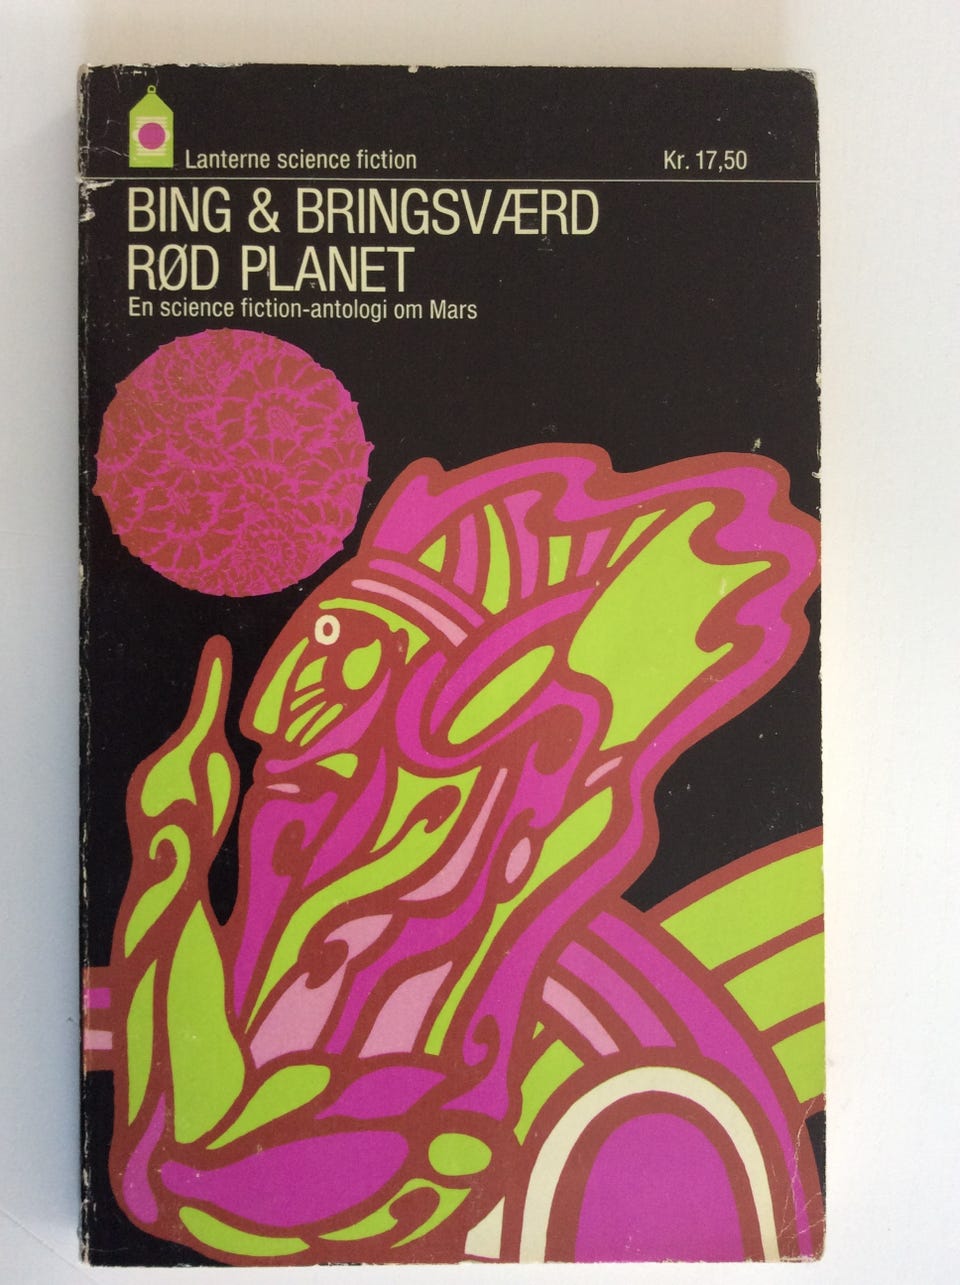 Lanterne science fiction Kr. 17,50
BING & BRINGSVÆRD
RØD PLANET
En science fiction-antologi om Mars